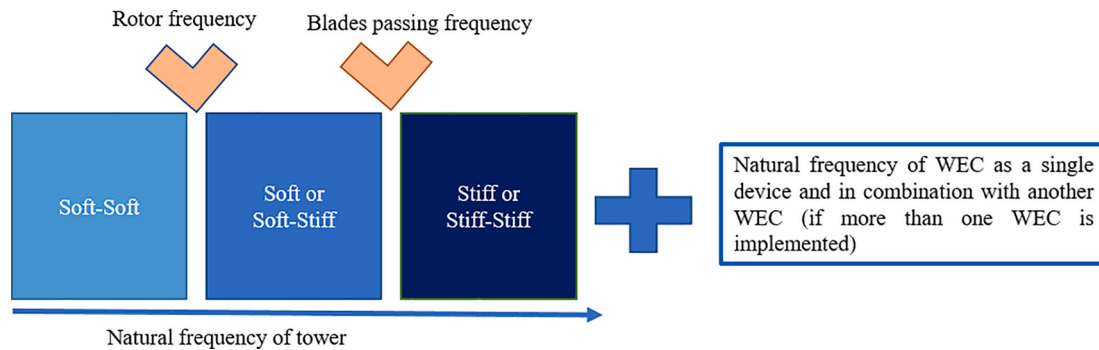 Rotor frequency
Blades passing frequency
Soft-Soft
Soft or
Soft-Stiff
Stiff or
Stiff-Stiff
Natural frequency of WEC as a single
device and in combination with another
WEC (if more than one WEC is
implemented)
Natural frequency of tower